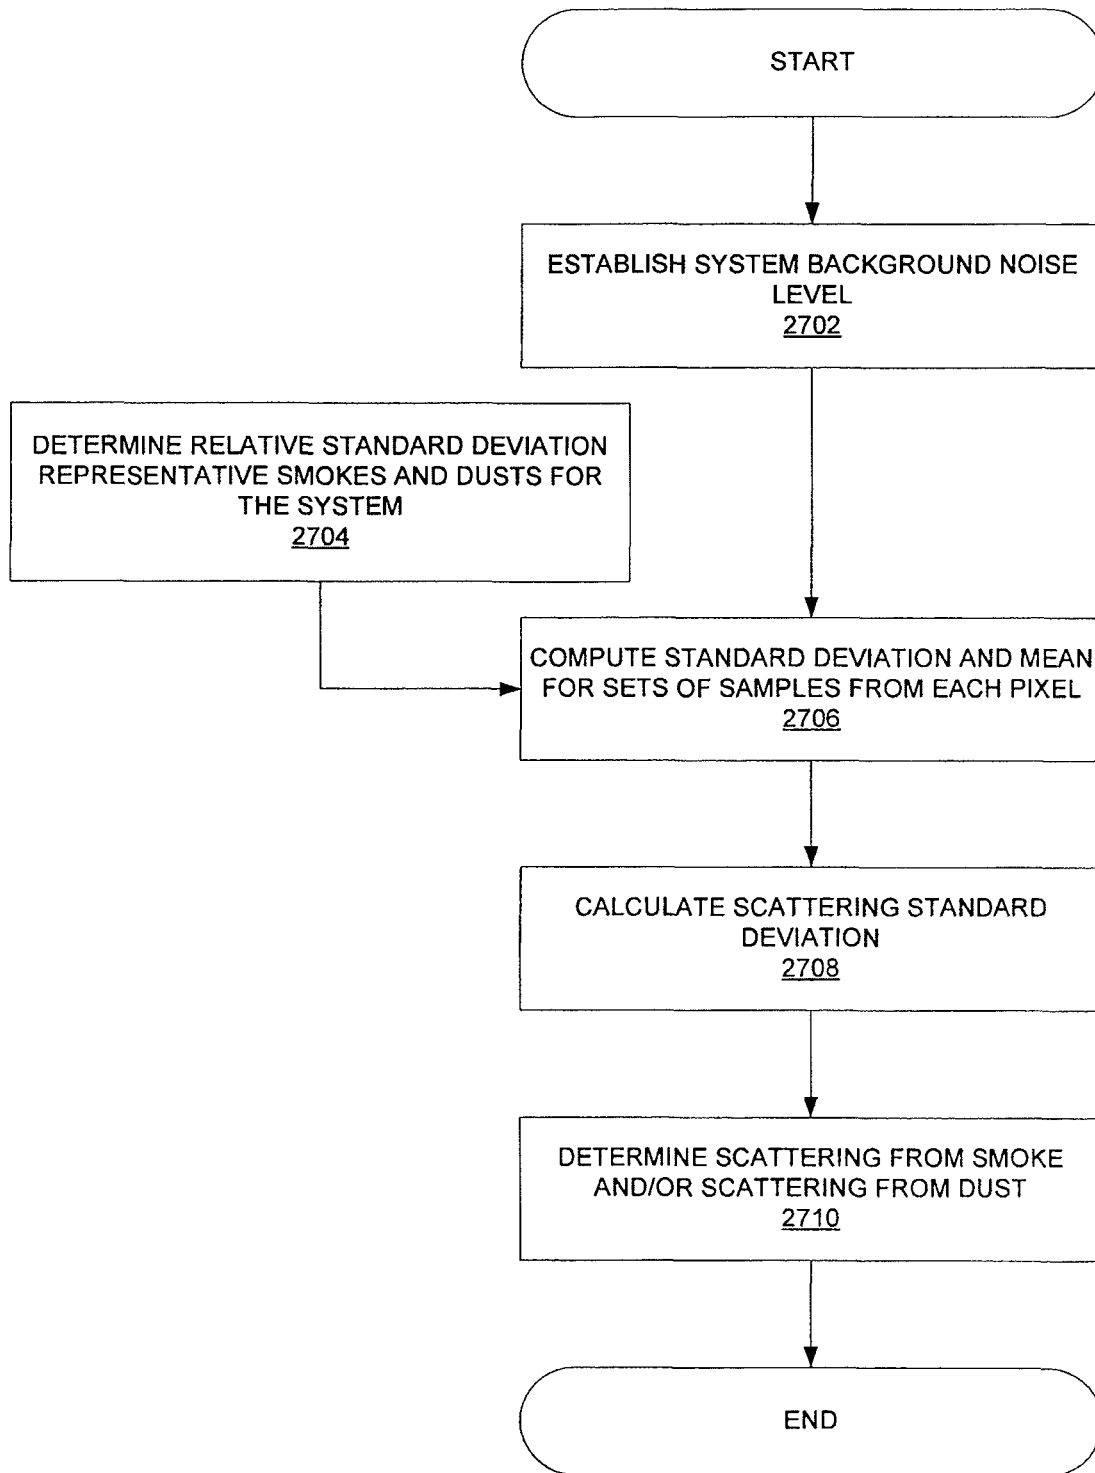 START
ESTABLISH SYSTEM BACKGROUND NOISE
LEVEL
2702
DETERMINE RELATIVE STANDARD DEVIATION
REPRESENTATIVE SMOKES AND DUSTS FOR
THE SYSTEM
2704
COMPUTE STANDARD DEVIATION AND MEAN
FOR SETS OF SAMPLES FROM EACH PIXEL
2706
CALCULATE SCATTERING STANDARD
DEVIATION
2708
DETERMINE SCATTERING FROM SMOKE
AND/OR SCATTERING FROM DUST
2710
END